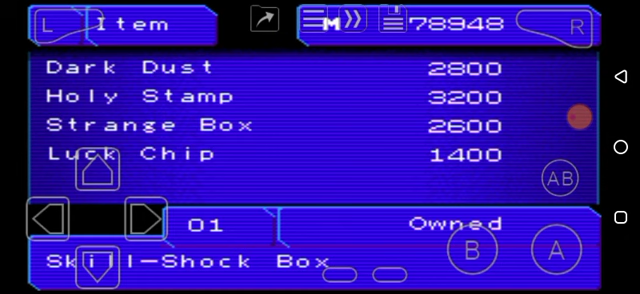 L Item M 78948 R
Dark Dust 2800
Holy Stamp 3200
Strange Box 2600
Luck Chip 1400
AB
01 Owned
B A
Skill-Shock Box